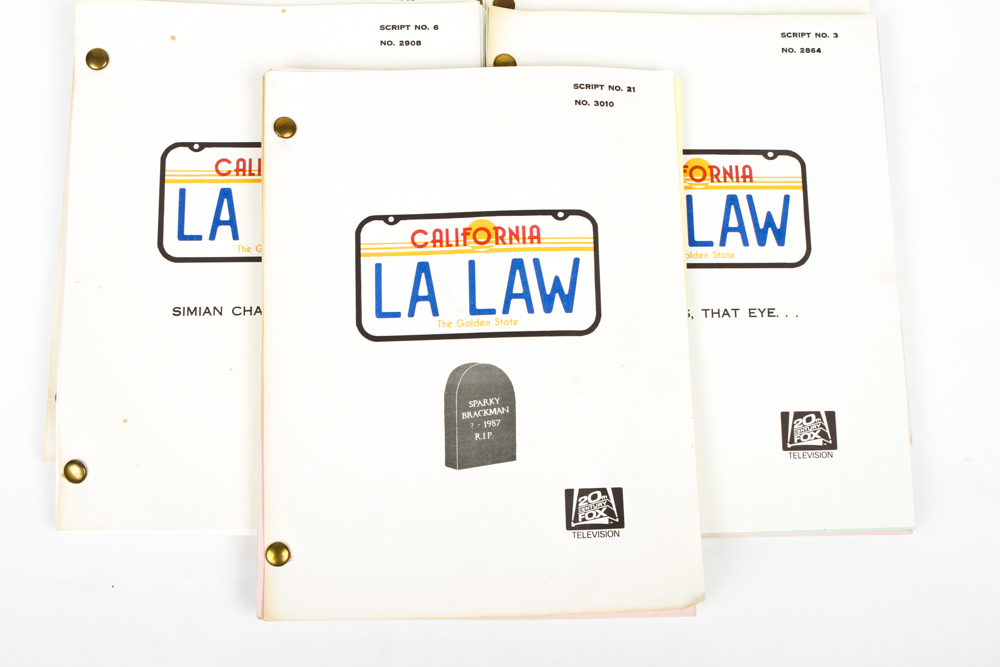 SCRIPT NO. 6
NO. 2908
CALI
LA
The G
SIMIAN CHA
SCRIPT NO. 21
NO. 3010
CALIFORNIA
LA LAW
The Golden State
SPARKY
BRACKMAN
? - 1987
R.I.P.
20TH
CENTURY
FOX
TELEVISION
SCRIPT NO. 3
NO. 2864
FORNIA
LAW
olden State
S, THAT EYE. . .
20TH
CENTURY
FOX
TELEVISION